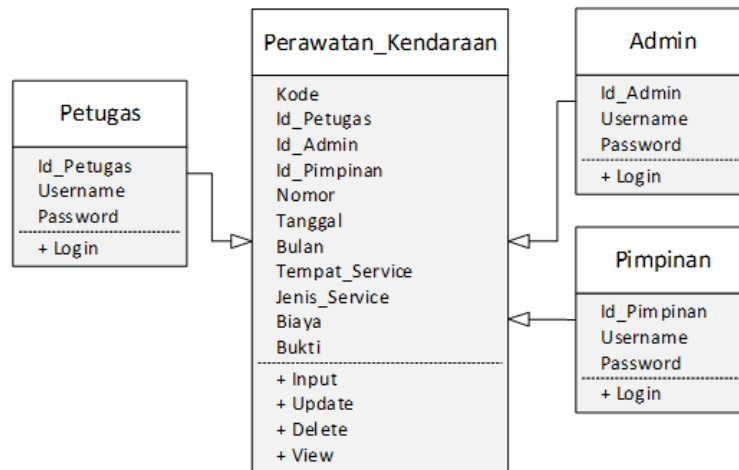 Petugas
Id_Petugas
Username
Password
+ Login
Perawatan_Kendaraan
Kode
Id_Petugas
Id_Admin
Id_Pimpinan
Nomor
Tanggal
Bulan
Tempat_Service
Jenis_Service
Biaya
Bukti
+ Input
+ Update
+ Delete
+ View
Admin
Id_Admin
Username
Password
+ Login
Pimpinan
Id_Pimpinan
Username
Password
+ Login